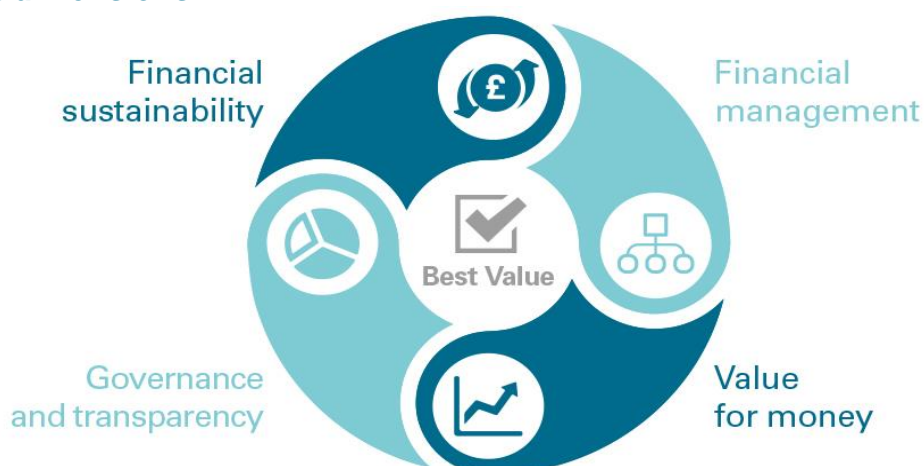 Financial
sustainability
Financial
management
£
Best Value
Governance
and transparency
Value
for money